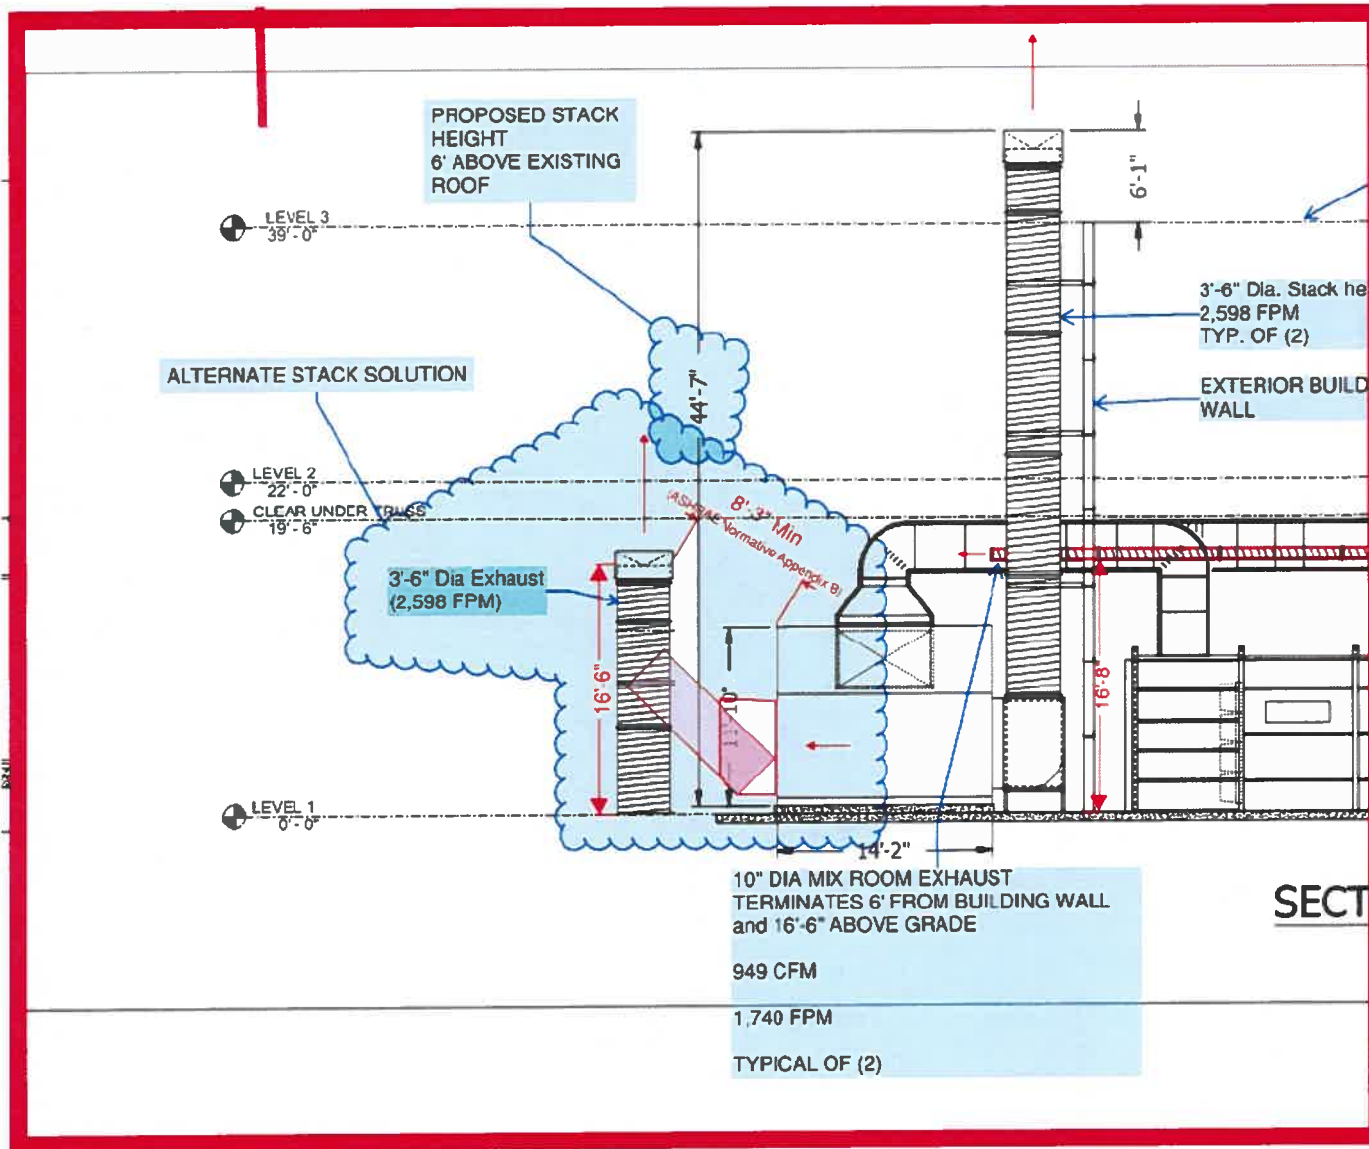 PROPOSED STACK
HEIGHT
6' ABOVE EXISTING
ROOF
6'-1"
LEVEL 3
39'-0"
3'-6" Dia. Stack he
2,598 FPM
TYP. OF (2)
ALTERNATE STACK SOLUTION
44'-7"
EXTERIOR BUILD
WALL
LEVEL 2
22'-0"
CLEAR UNDER TRUSS
19'-6"
8'-3" Min
(ASHRAE Normative Appendix B)
3'-6" Dia Exhaust
(2,598 FPM)
16'-6"
16'-8"
LEVEL 1
0'-0"
14'-2"
10" DIA MIX ROOM EXHAUST
TERMINATES 6' FROM BUILDING WALL
and 16'-6" ABOVE GRADE
949 CFM
1,740 FPM
TYPICAL OF (2)
SECT